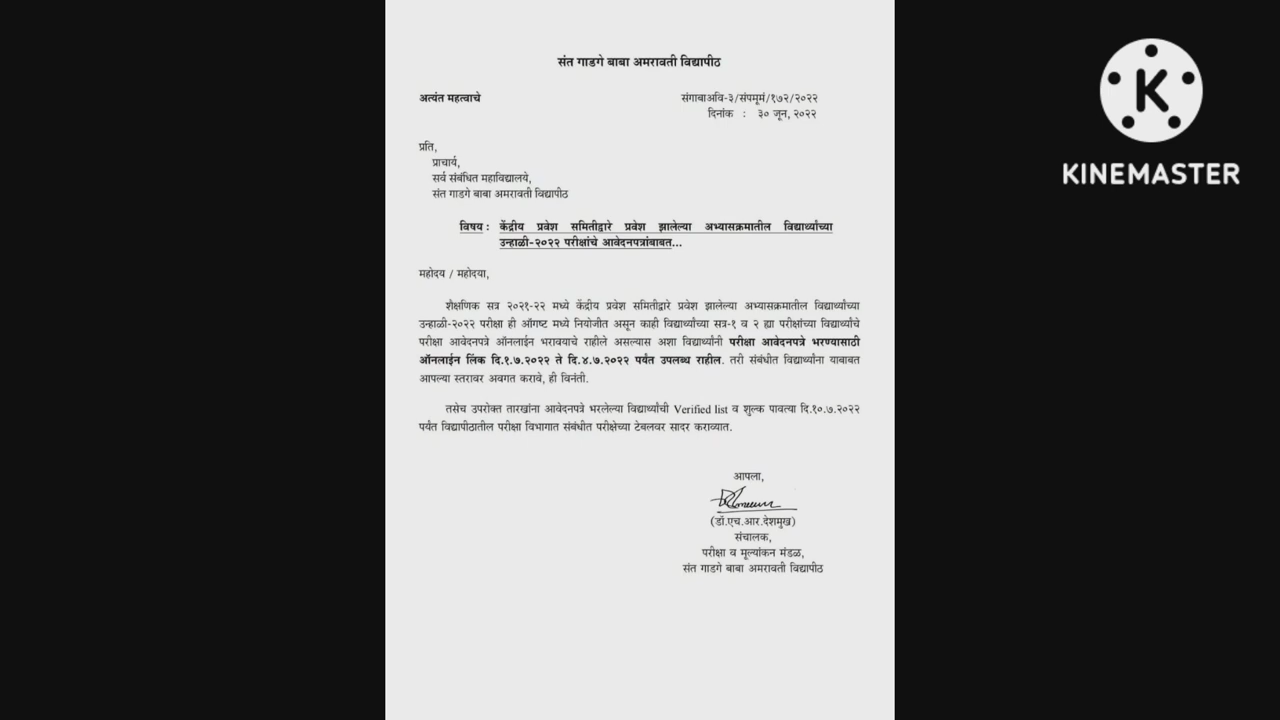 संत गाडगे बाबा अमरावती विद्यापीठ
अत्यंत महत्वाचे
संगाबाअवि-३/संपमूमं/१७२/२०२२
दिनांक : ३० जून, २०२२
प्रति,
प्राचार्य,
सर्व संबंधित महाविद्यालये,
संत गाडगे बाबा अमरावती विद्यापीठ
विषय : केंद्रीय प्रवेश समितीद्वारे प्रवेश झालेल्या अभ्यासक्रमातील विद्यार्थ्यांच्या
उन्हाळी-२०२२ परीक्षांचे आवेदनपत्रांबाबत...
महोदय / महोदया,
शैक्षणिक सत्र २०२१-२२ मध्ये केंद्रीय प्रवेश समितीद्वारे प्रवेश झालेल्या अभ्यासक्रमातील विद्यार्थ्यांच्या
उन्हाळी-२०२२ परीक्षा ही ऑगष्ट मध्ये नियोजीत असून काही विद्यार्थ्यांच्या सत्र-१ व २ ह्या परीक्षांच्या विद्यार्थ्यांचे
परीक्षा आवेदनपत्रे ऑनलाईन भरावयाचे राहीले असल्यास अशा विद्यार्थ्यांनी परीक्षा आवेदनपत्रे भरण्यासाठी
ऑनलाईन लिंक दि.१.७.२०२२ ते दि.४.७.२०२२ पर्यंत उपलब्ध राहील. तरी संबंधीत विद्यार्थ्यांना याबाबत
आपल्या स्तरावर अवगत करावे, ही विनंती.
तसेच उपरोक्त तारखांना आवेदनपत्रे भरलेल्या विद्यार्थ्यांची Verified list व शुल्क पावत्या दि.१०.७.२०२२
पर्यंत विद्यापीठातील परीक्षा विभागात संबंधीत परीक्षेच्या टेबलवर सादर कराव्यात.
आपला,
(डॉ.एच.आर.देशमुख)
संचालक,
परीक्षा व मूल्यांकन मंडळ,
संत गाडगे बाबा अमरावती विद्यापीठ
K
KINEMASTER